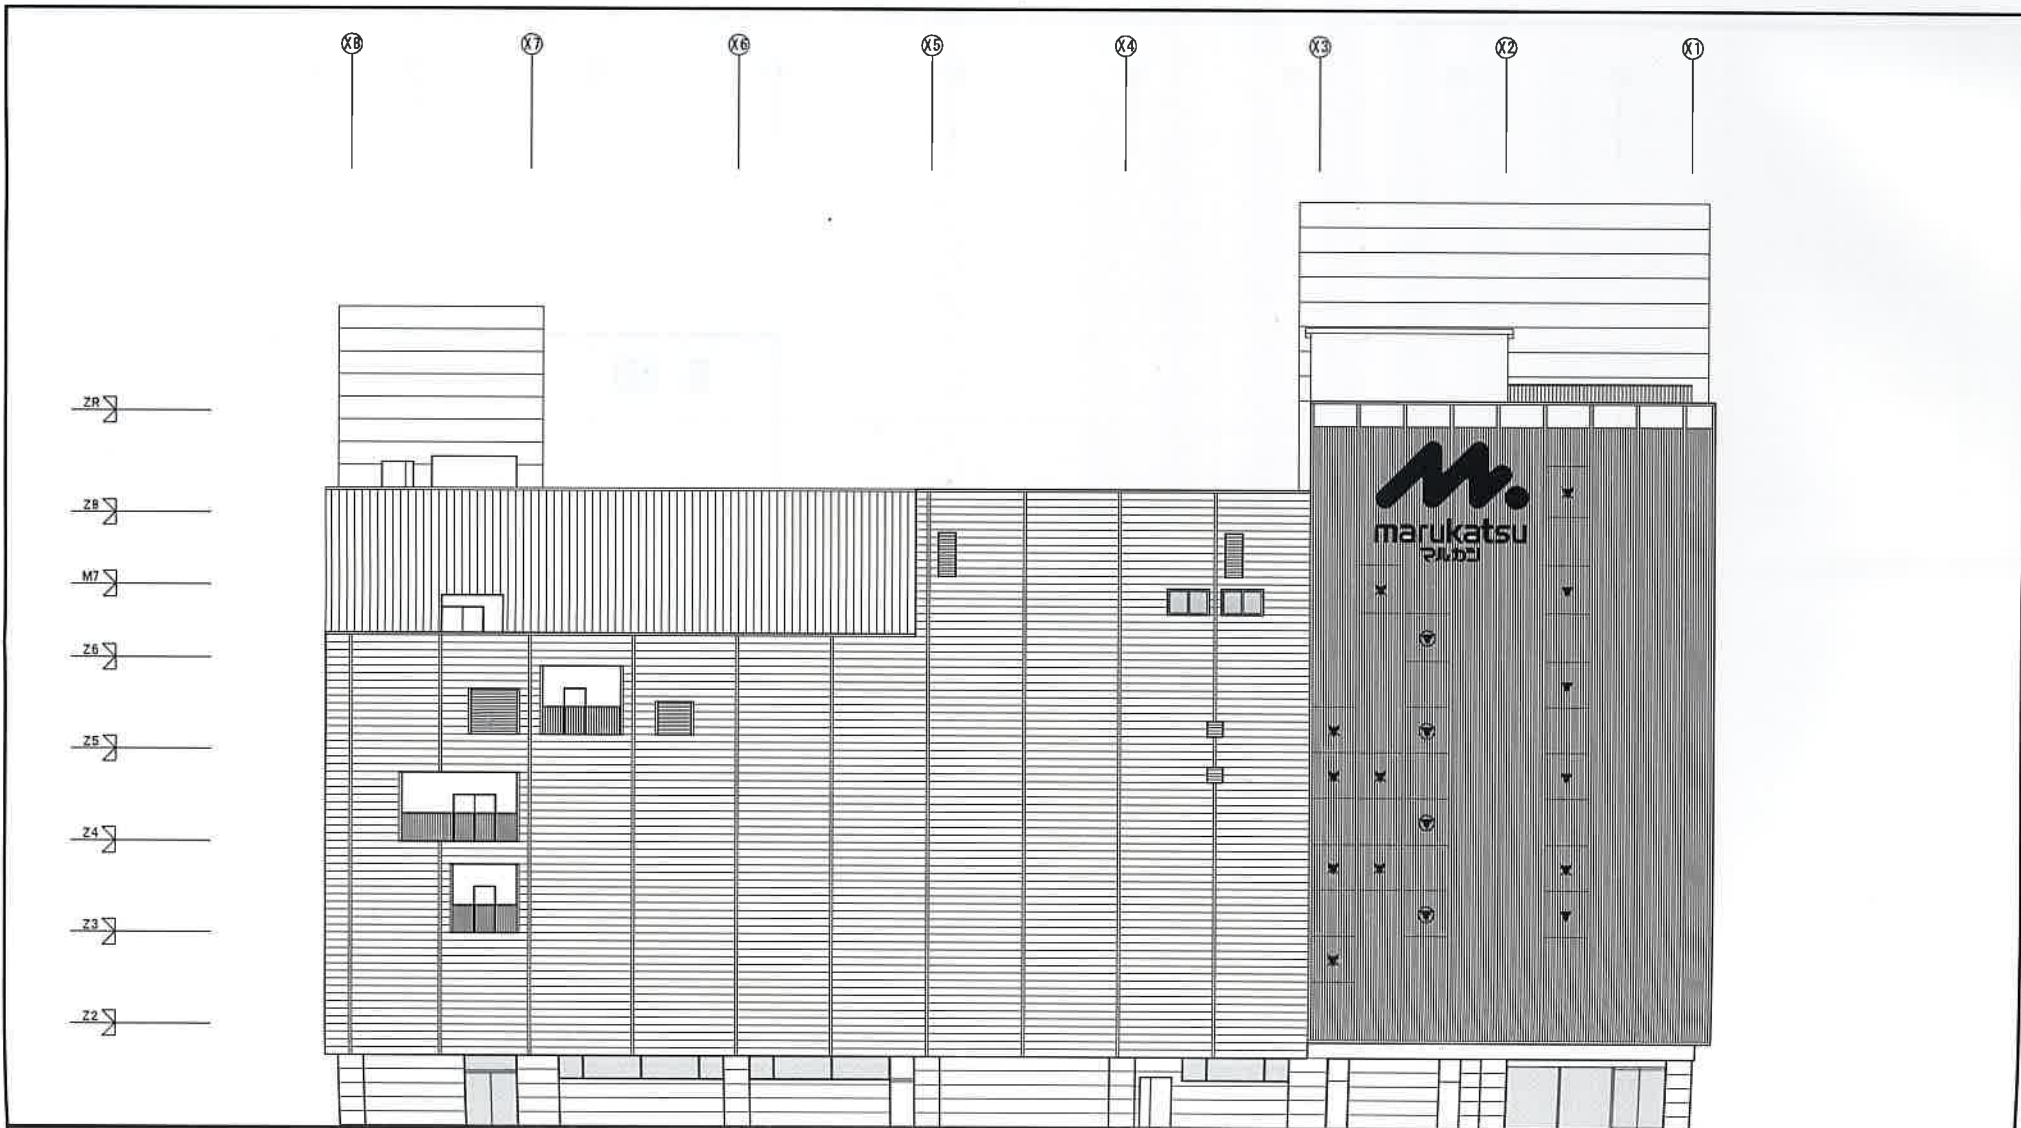 X8 X7 X6 X5 X4 X3 X2 X1
ZR
Z8
M7
Z6
Z5
Z4
Z3
Z2
marukatsu
マルカツ